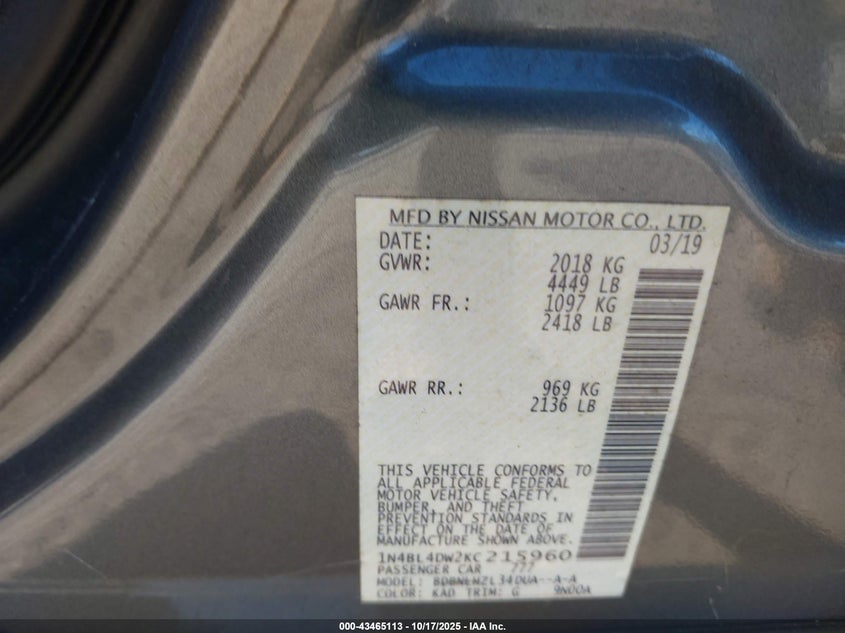 MFD BY NISSAN MOTOR CO., LTD.
DATE: 03/19
GVWR: 2018 KG
4449 LB
GAWR FR.: 1097 KG
2418 LB
GAWR RR.: 969 KG
2136 LB
THIS VEHICLE CONFORMS TO
ALL APPLICABLE FEDERAL
MOTOR VEHICLE SAFETY,
BUMPER, AND THEFT
PREVENTION STANDARDS IN
EFFECT ON THE DATE OF
MANUFACTURE SHOWN ABOVE.
1N4BL4DW2KC215960
PASSENGER CAR 777
MODEL:
COLOR: KAD TRIM: G 9N00A
000-43465113 - 10/17/2025 - IAA Inc.